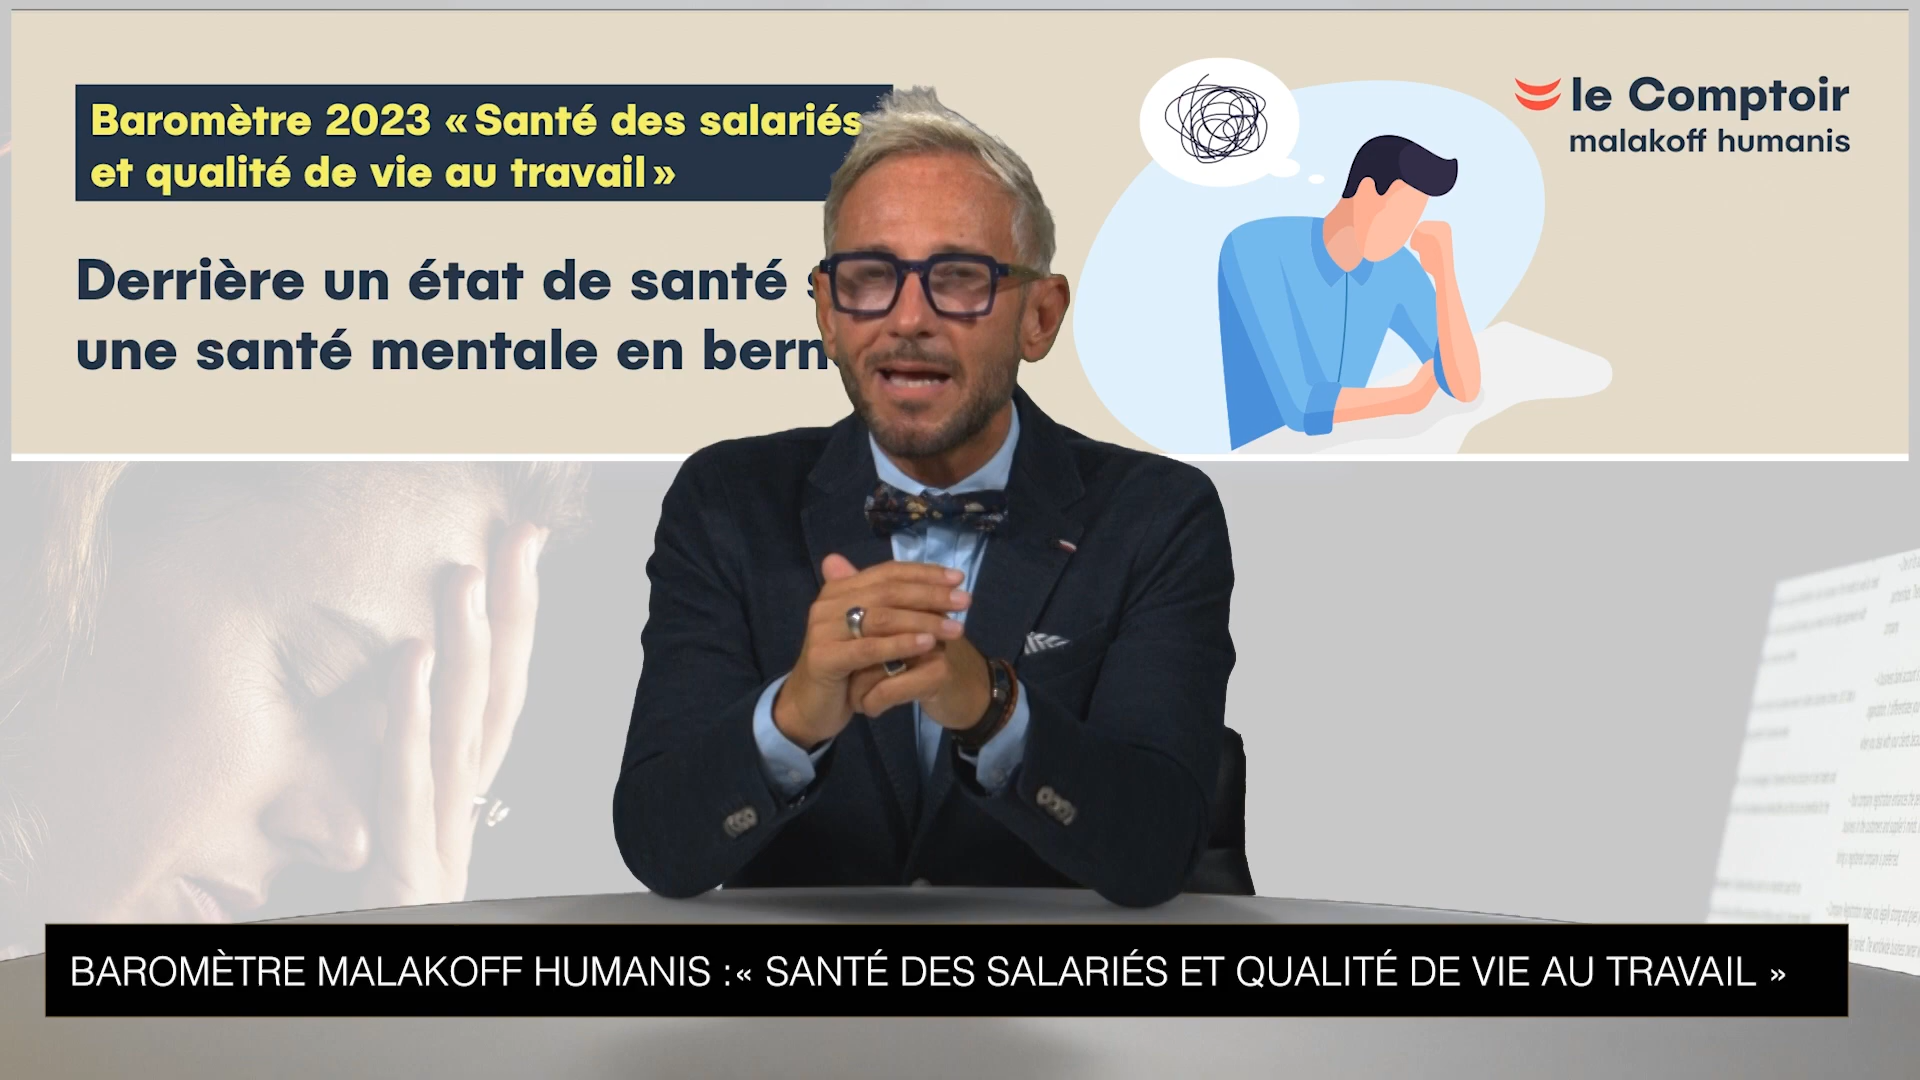 Baromètre 2023 « Santé des salariés
et qualité de vie au travail »
le Comptoir
malakoff humanis
Derrière un état de santé
une santé mentale en
BAROMÈTRE MALAKOFF HUMANIS :« SANTÉ DES SALARIÉS ET QUALITÉ DE VIE AU TRAVAIL »